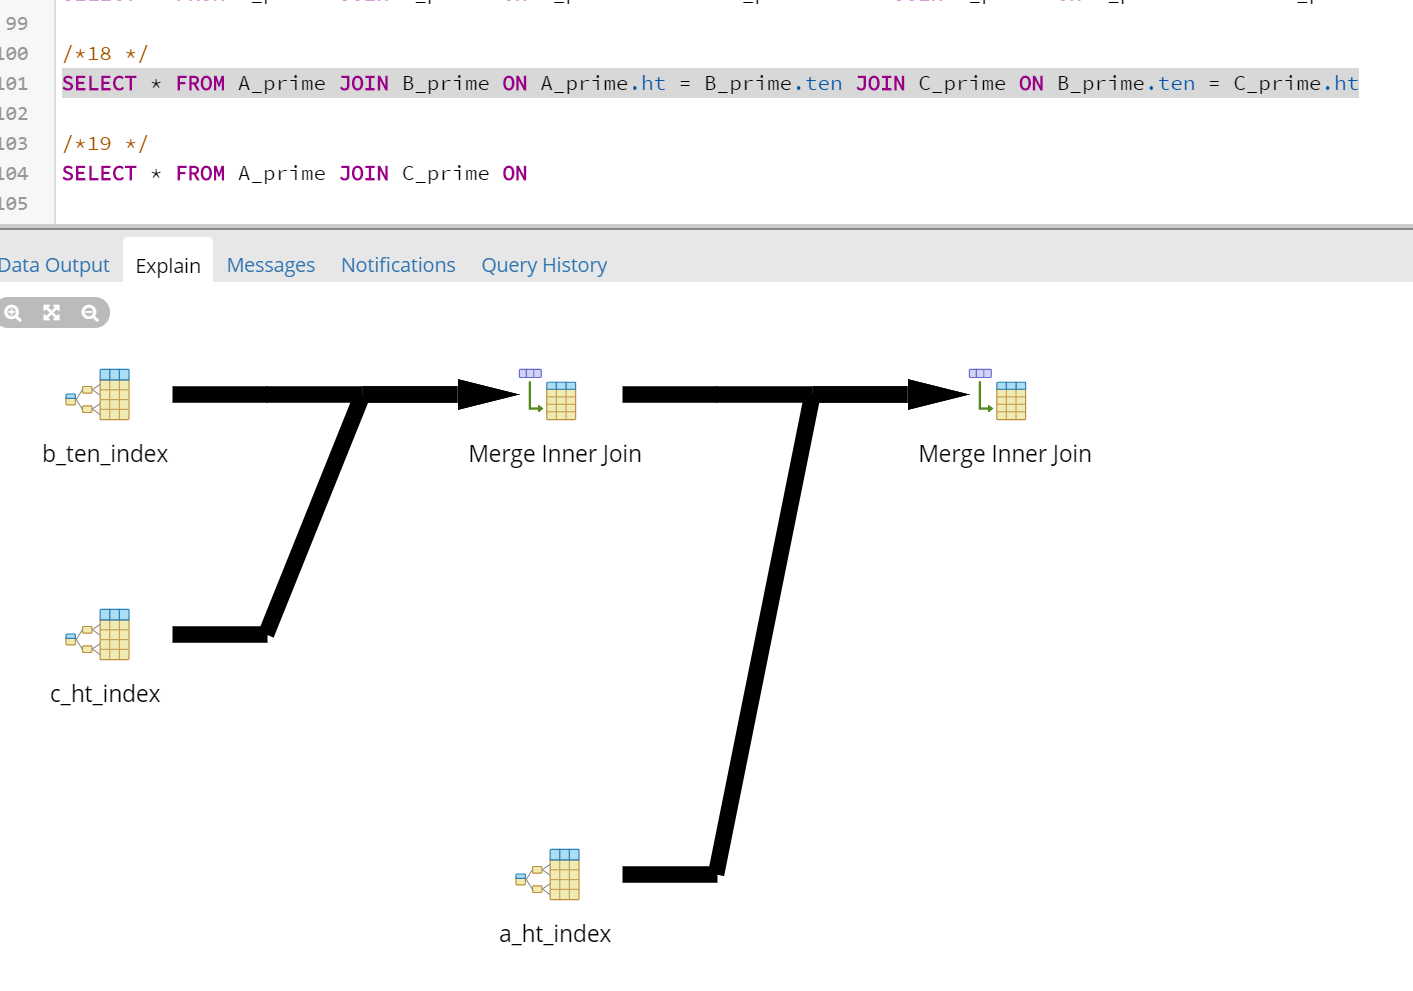 99
100 /*18 */
101 SELECT * FROM A_prime JOIN B_prime ON A_prime.ht = B_prime.ten JOIN C_prime ON B_prime.ten = C_prime.ht
102
103 /*19 */
104 SELECT * FROM A_prime JOIN C_prime ON
105
Data Output Explain Messages Notifications Query History
b_ten_index Merge Inner Join Merge Inner Join
c_ht_index
a_ht_index